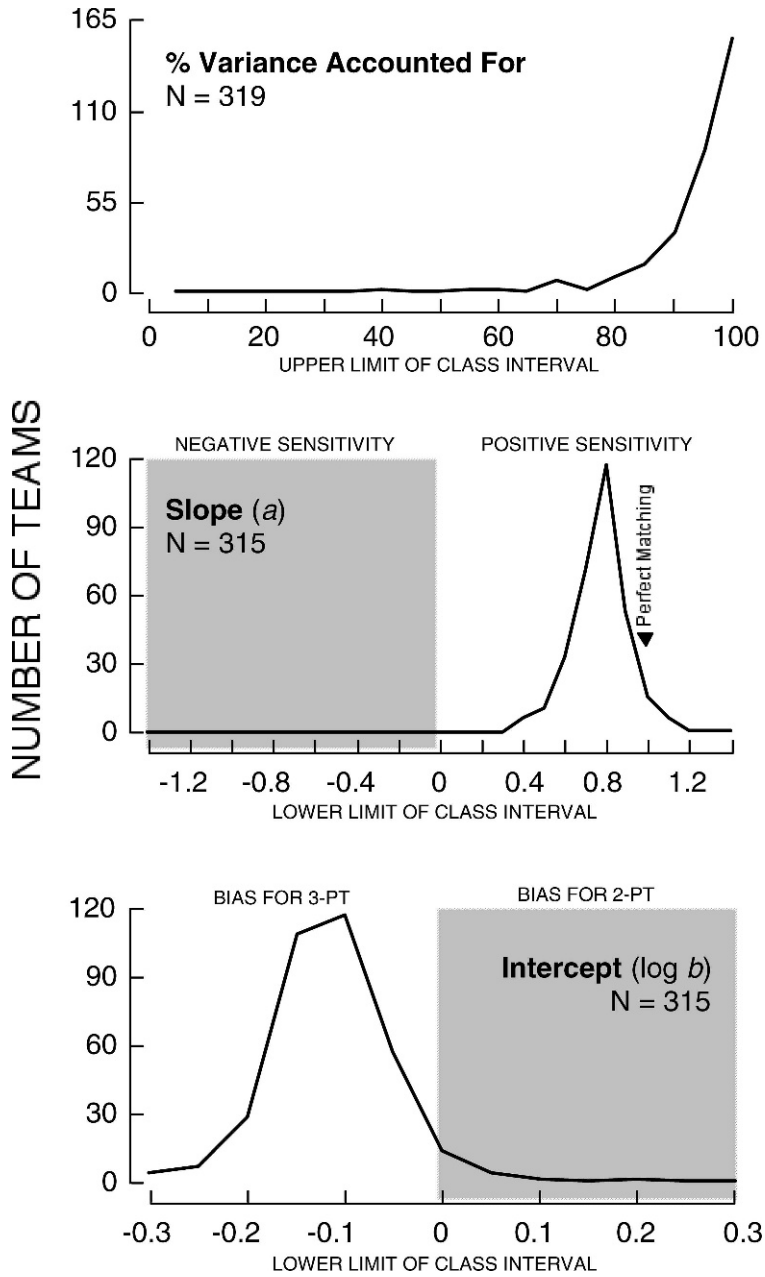 NUMBER OF TEAMS
% Variance Accounted For
N = 319
165
110
55
0
0 20 40 60 80 100
UPPER LIMIT OF CLASS INTERVAL
NEGATIVE SENSITIVITY POSITIVE SENSITIVITY
Slope (a)
N = 315
Perfect Matching
120
90
60
30
0
-1.2 -0.8 -0.4 0 0.4 0.8 1.2
LOWER LIMIT OF CLASS INTERVAL
BIAS FOR 3-PT BIAS FOR 2-PT
Intercept (log b)
N = 315
120
90
60
30
0
-0.3 -0.2 -0.1 0 0.1 0.2 0.3
LOWER LIMIT OF CLASS INTERVAL